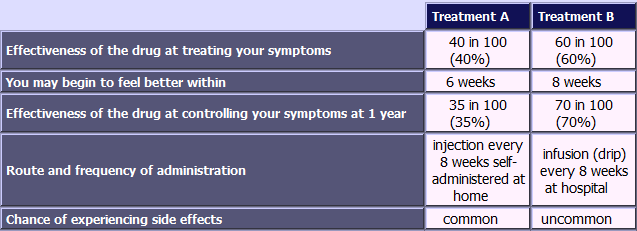 Treatment A Treatment B
Effectiveness of the drug at treating your symptoms 40 in 100 60 in 100
(40%) (60%)
You may begin to feel better within 6 weeks 8 weeks
Effectiveness of the drug at controlling your symptoms at 1 year 35 in 100 70 in 100
(35%) (70%)
Route and frequency of administration
injection every
8 weeks self-
administered at
home
infusion (drip)
every 8 weeks
at hospital
Chance of experiencing side effects common uncommon